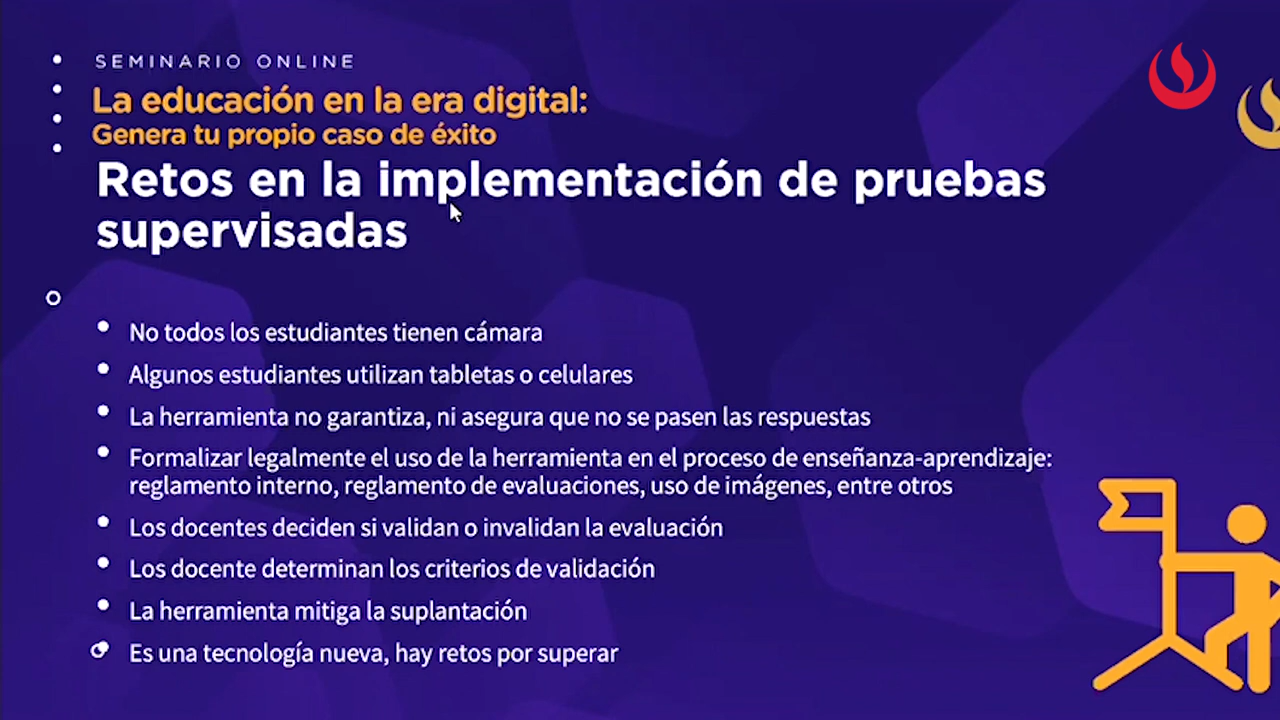 SEMINARIO ONLINE
La educación en la era digital:
Genera tu propio caso de éxito
Retos en la implementación de pruebas
supervisadas
No todos los estudiantes tienen cámara
Algunos estudiantes utilizan tabletas o celulares
La herramienta no garantiza, ni asegura que no se pasen las respuestas
Formalizar legalmente el uso de la herramienta en el proceso de enseñanza-aprendizaje:
reglamento interno, reglamento de evaluaciones, uso de imágenes, entre otros
Los docentes deciden si validan o invalidan la evaluación
Los docente determinan los criterios de validación
La herramienta mitiga la suplantación
Es una tecnología nueva, hay retos por superar